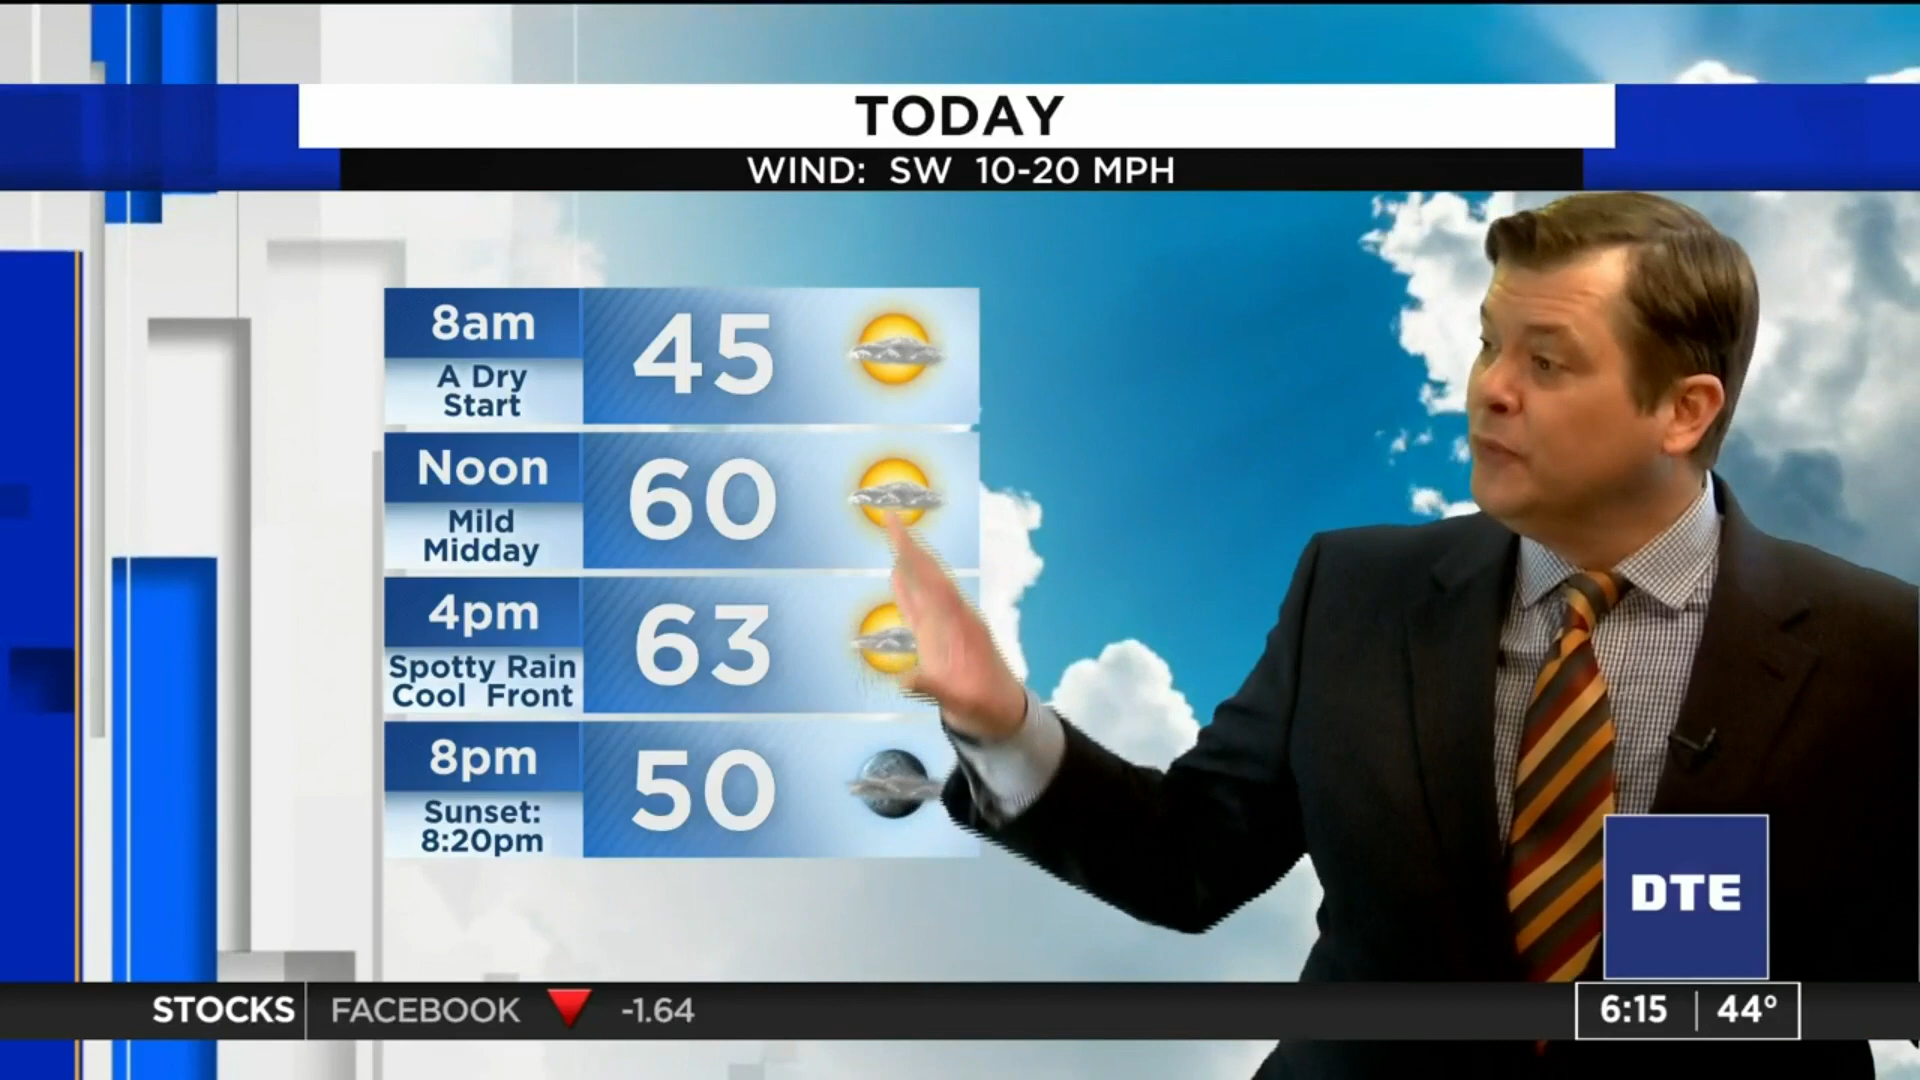 TODAY
WIND: SW 10-20 MPH
8am
A Dry
Start
45
Noon
Mild
Midday
60
4pm
Spotty Rain
Cool Front
63
8pm
Sunset:
8:20pm
50
DTE
STOCKS
FACEBOOK
-1.64
6:15
44°